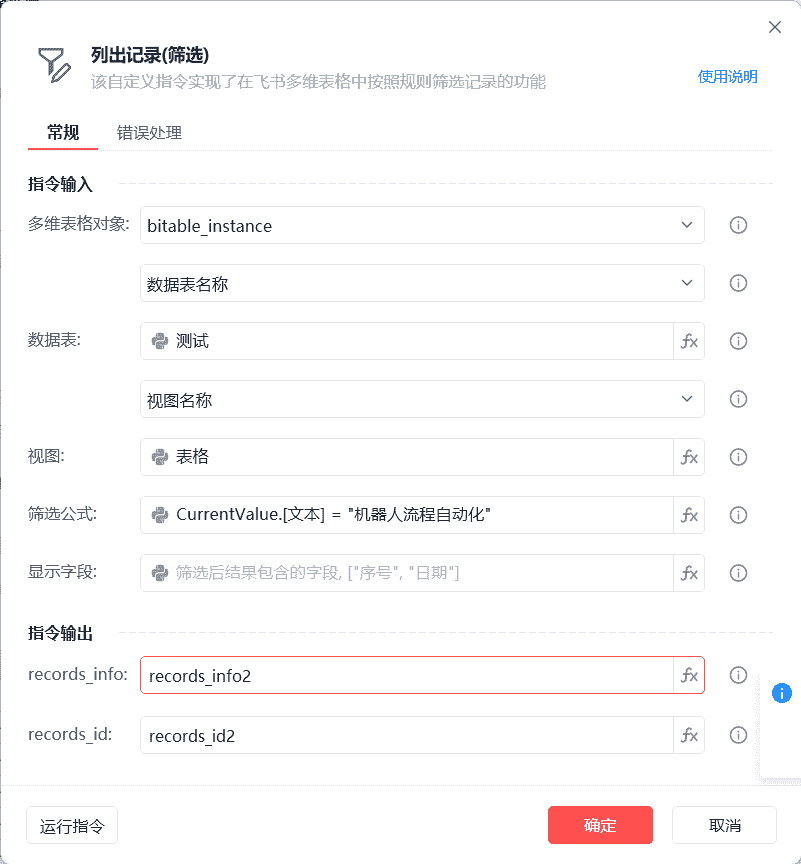 列出记录(筛选)
该自定义指令实现了在飞书多维表格中按照规则筛选记录的功能
使用说明
常规 错误处理
指令输入
多维表格对象: bitable_instance
数据表名称
数据表: 测试 fx
视图名称
视图: 表格 fx
筛选公式: CurrentValue.[文本] = "机器人流程自动化" fx
显示字段: 筛选后结果包含的字段, ["序号", "日期"] fx
指令输出
records_info: records_info2 fx
records_id: records_id2 fx
运行指令 确定 取消